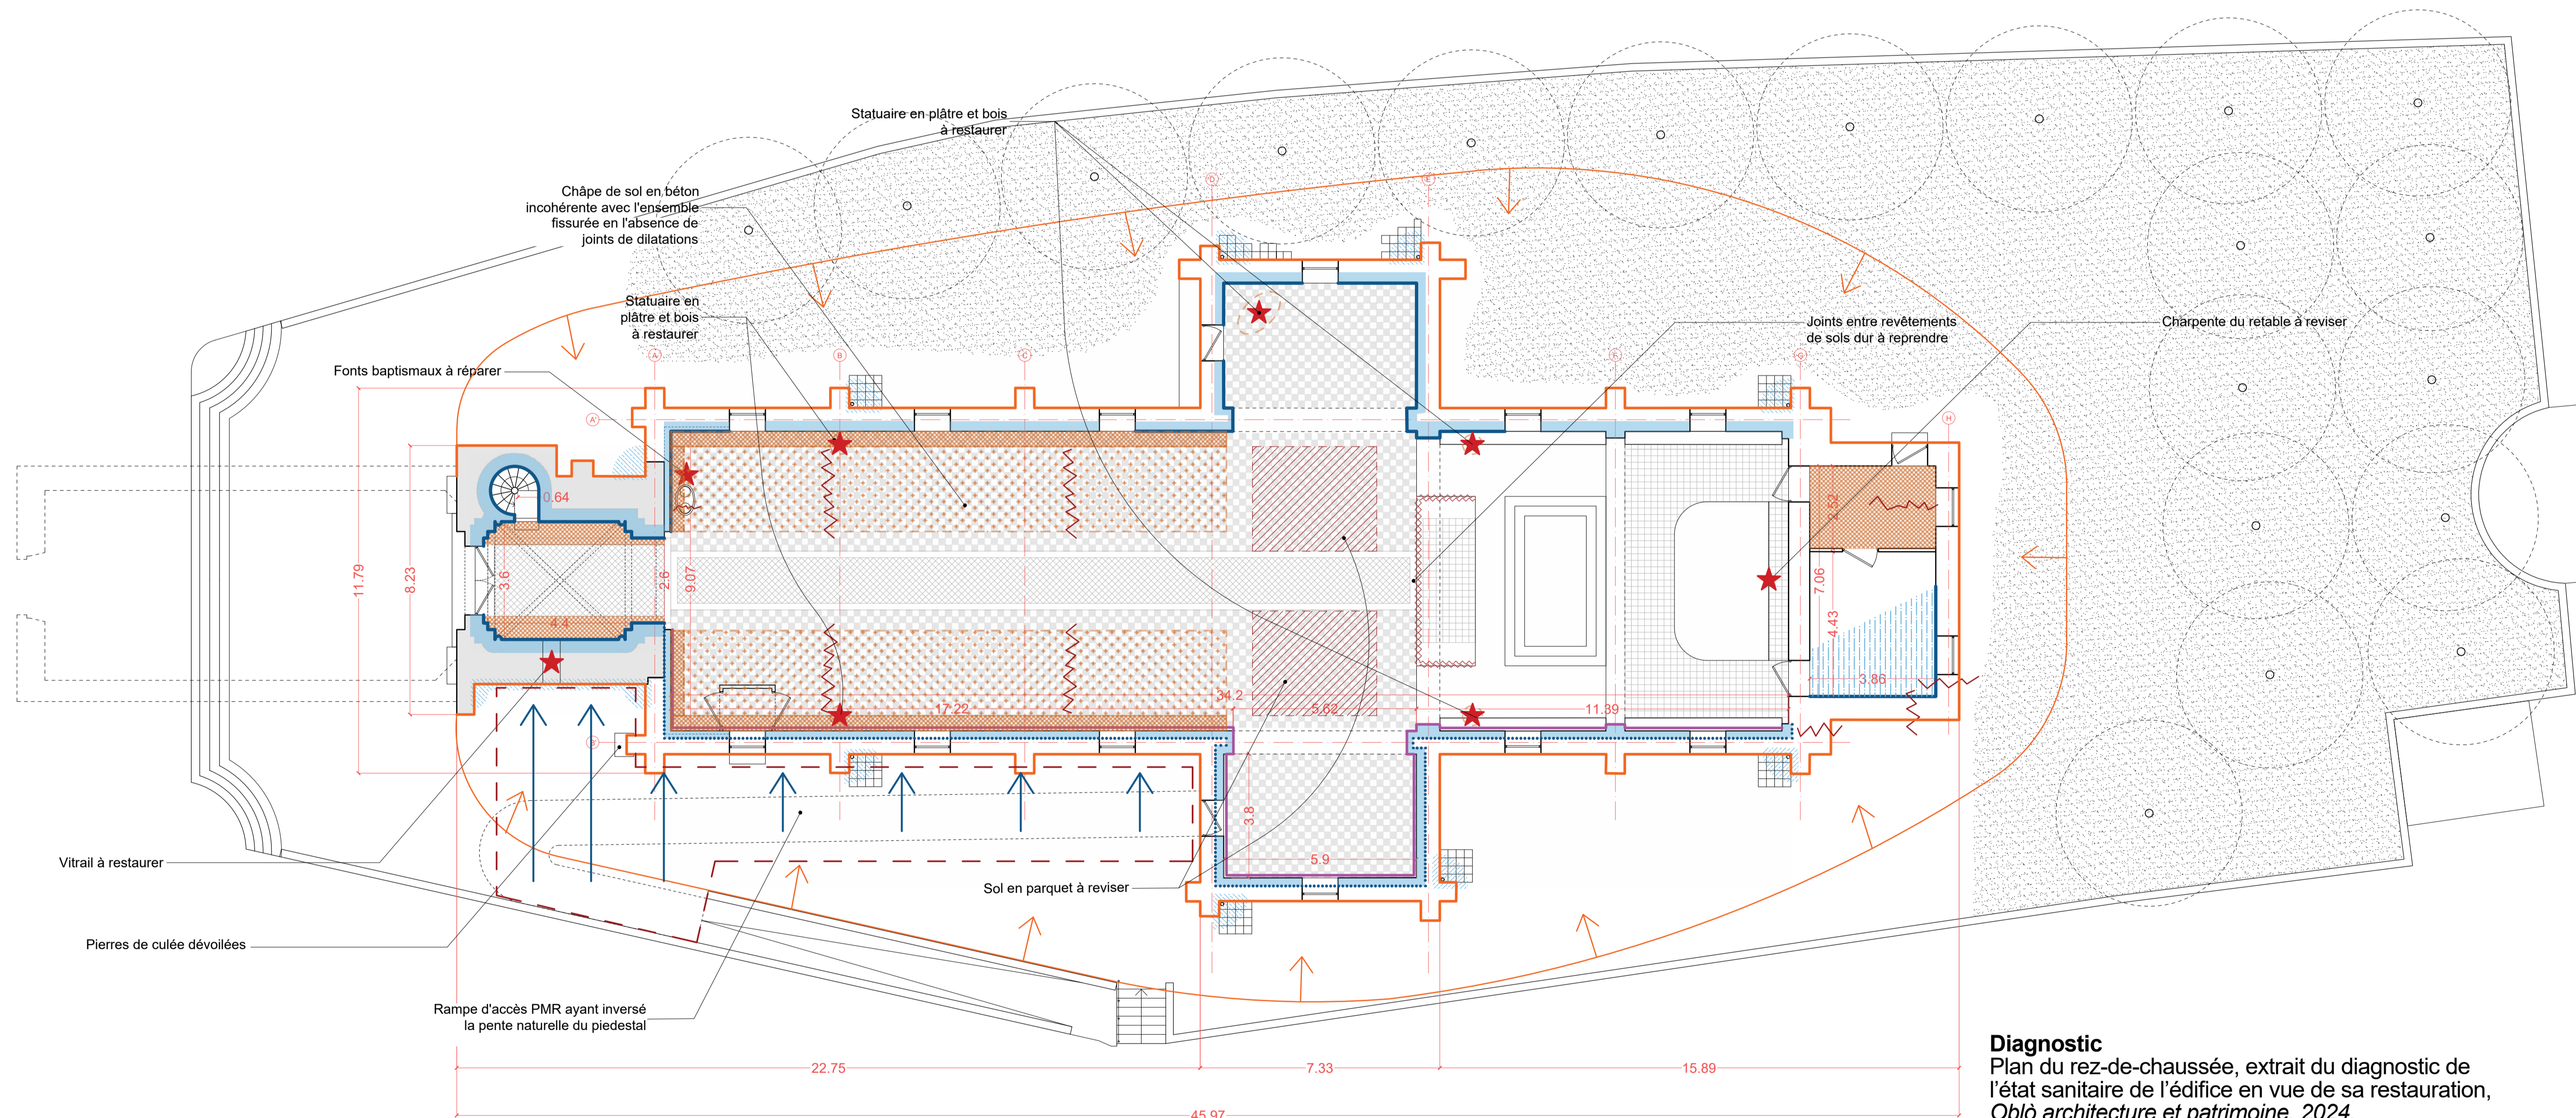 Statuaire en plâtre et bois
à restaurer
Châpe de sol en béton
incohérente avec l'ensemble
fissurée en l'absence de
joints de dilatations
Statuaire en
plâtre et bois
à restaurer
Fonts baptismaux à réparer
Joints entre revêtements
de sols dur à reprendre
Charpente du retable à reviser
D
E
A
B
C
F
G
H
A'
B'
11.79
8.23
3.6
0.64
4.4
2.6
9.07
17.22
34.2
5.62
11.39
2.52
7.06
4.43
3.86
3.8
5.9
Vitrail à restaurer
Sol en parquet à reviser
Pierres de culée dévoilées
Rampe d'accès PMR ayant inversé
la pente naturelle du piedestal
22.75
7.33
15.89
45.97
Diagnostic
Plan du rez-de-chaussée, extrait du diagnostic de
l'état sanitaire de l'édifice en vue de sa restauration,
Oblò architecture et patrimoine, 2024